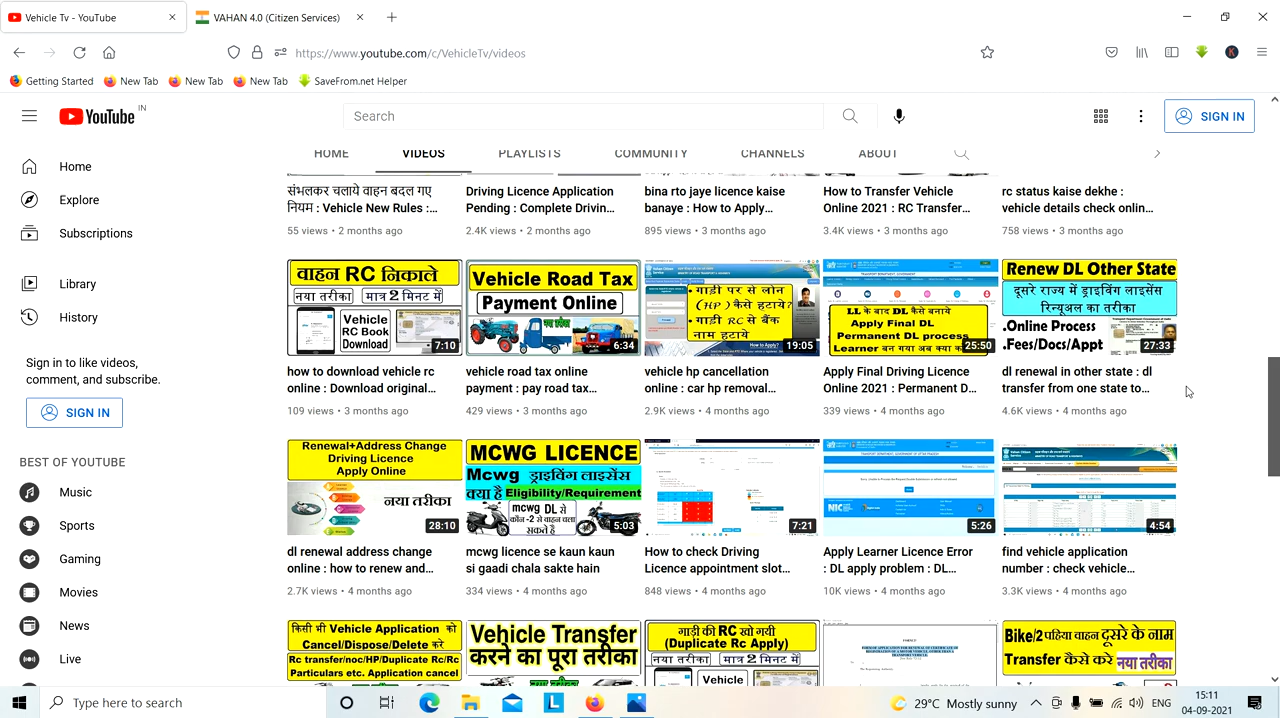 Vehicle Tv - YouTube
VAHAN 4.0 (Citizen Services)
https://www.youtube.com/c/VehicleTv/videos
Getting Started
New Tab
New Tab
New Tab
SaveFrom.net Helper
YouTube IN
Search
SIGN IN
Home
Explore
Subscriptions
History
Sign in to like videos,
comment, and subscribe.
SIGN IN
BEST OF YOUTUBE
Music
Sports
Gaming
Movies
News
Live
HOME
VIDEOS
PLAYLISTS
COMMUNITY
CHANNELS
ABOUT
संभलकर चलाये वाहन बदल गए
नियम : Vehicle New Rules :...
55 views • 2 months ago
Driving Licence Application
Pending : Complete Drivin...
2.4K views • 2 months ago
bina rto jaye licence kaise
banaye : How to Apply...
895 views • 3 months ago
How to Transfer Vehicle
Online 2021 : RC Transfer...
3.4K views • 3 months ago
rc status kaise dekhe :
vehicle details check onlin...
758 views • 3 months ago
वाहन RC निकाले
नया तरीका
मात्र 2 मिनट में
Vehicle
RC Book
Download
7:10
how to download vehicle rc
online : Download original...
109 views • 3 months ago
Vehicle Road Tax
Payment Online
6:34
vehicle road tax online
payment : pay road tax...
429 views • 3 months ago
•गाड़ी पर से लोन
(HP) कैसे हटाये?
•गाड़ी RC से बैंक
नाम हटाये
How to Apply?
19:05
vehicle hp cancellation
online : car hp removal...
2.9K views • 4 months ago
LL के बाद DL कैसे बनाये
Apply Final DL
Permanent DL process
Learner बन गया अब क्या क
25:50
Apply Final Driving Licence
Online 2021 : Permanent D...
339 views • 4 months ago
Renew DL Other State
दूसरे राज्य में ड्राइविंग लाइसेंस
रिन्यूअल का तरीका
.Online Process
.Fees/Docs/Appt
27:33
dl renewal in other state : dl
transfer from one state to...
4.6K views • 4 months ago
Renewal+Address Change
Driving Licence
Apply Online
नया तरीका
28:10
dl renewal address change
online : how to renew and...
2.7K views • 4 months ago
MCWG LICENCE
Mcwg ड्राइविंग लाइसेंस
क्या है Eligibility/Requirement
mcwg DL से
कौन-2 से वाहन चला
सकते है
5:03
mcwg licence se kaun kaun
si gaadi chala sakte hain
334 views • 4 months ago
7:21
How to check Driving
Licence appointment slot...
848 views • 4 months ago
NIC
5:26
Apply Learner Licence Error
: DL apply problem : DL...
10K views • 4 months ago
4:54
find vehicle application
number : check vehicle...
3.3K views • 4 months ago
किसी भी Vehicle Application को
Cancel/Dispose/Delete करे
Rc transfer/noc/HP/Duplicate Rc/Rc
Particulars etc. Application cancel
Vehicle Transfer
करने का पूरा तरीका
गाड़ी की RC खो गयी
(Duplicate Rc Apply)
नया तरीका
मात्र 2 मिनट में
Vehicle
Bike/2 पहिया वाहन दूसरे के नाम
Transfer कैसे करे नया तरीका
Type here to search
29°C Mostly sunny
ENG
15:11
04-09-2021